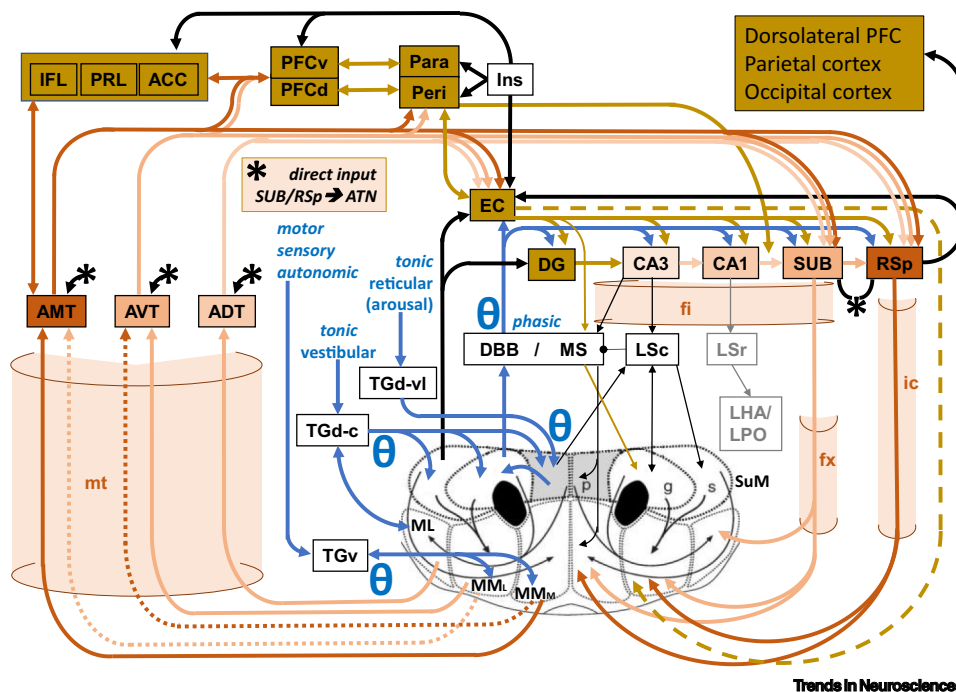 Dorsolateral PFC
Parietal cortex
Occipital cortex
IFL
PRL
ACC
PFCv
PFCd
Para
Peri
Ins
* direct input
SUB/RSp ➔ ATN
EC
motor
sensory
autonomic
tonic
reticular
(arousal)
DG
CA3
CA1
SUB
RSp
*
*
*
*
AMT
AVT
ADT
fi
θ
phasic
tonic
vestibular
DBB / MS
LSc
LSr
ic
TGd-vl
LHA/
LPO
TGd-c
θ
θ
fx
mt
p
g
s
SuM
ML
TGv
θ
MML
MMM
Trends in Neuroscience